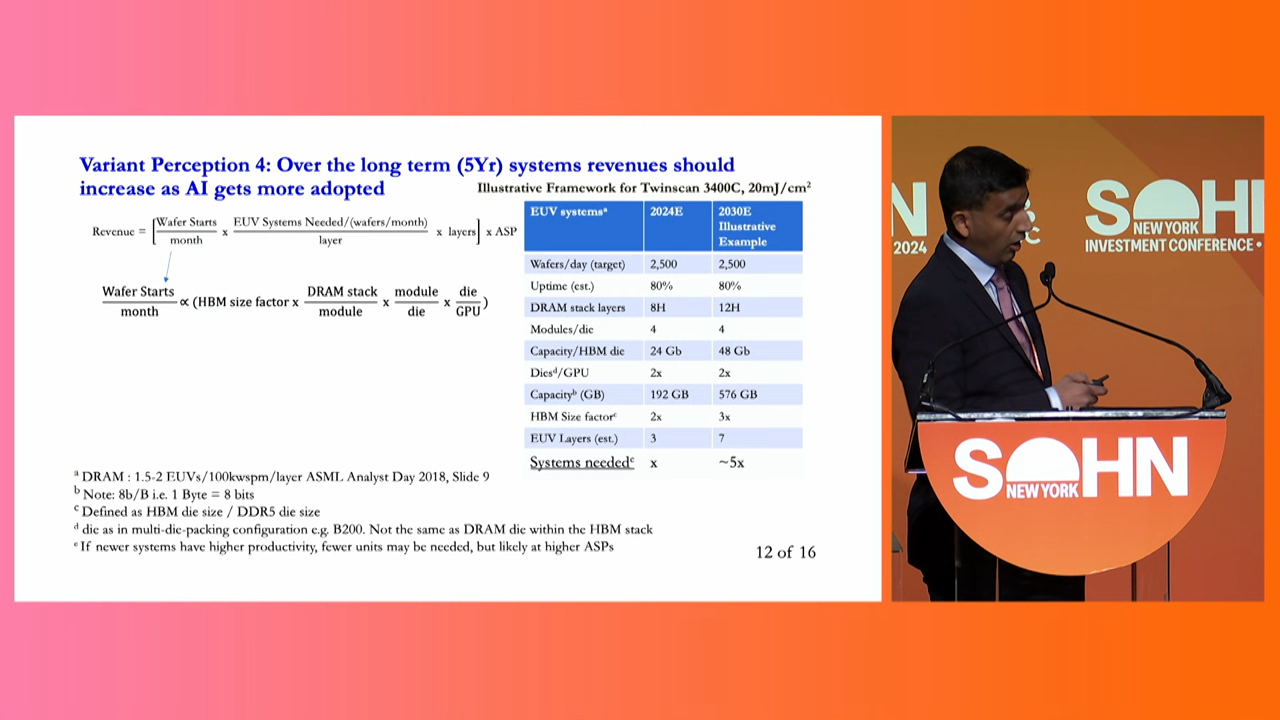 Variant Perception 4: Over the long term (5Yr) systems revenues should
increase as AI gets more adopted
Illustrative Framework for Twinscan 3400C, 20mJ/cm²
Revenue = [Wafer Starts/month x EUV Systems Needed/(wafers/month)/layer x layers] x ASP
Wafer Starts/month ∝ (HBM size factor x DRAM stack/module x module/die x die/GPU)
EUV systemsᵃ 2024E 2030E
Illustrative
Example
Wafers/day (target) 2,500 2,500
Uptime (est.) 80% 80%
DRAM stack layers 8H 12H
Modules/die 4 4
Capacity/HBM die 24 Gb 48 Gb
Diesᵈ/GPU 2x 2x
Capacityᵇ (GB) 192 GB 576 GB
HBM Size factorᶜ 2x 3x
EUV Layers (est.) 3 7
Systems neededᵉ x ~5x
ᵃ DRAM : 1.5-2 EUVs/100kwspm/layer ASML Analyst Day 2018, Slide 9
ᵇ Note: 8b/B i.e. 1 Byte = 8 bits
ᶜ Defined as HBM die size / DDR5 die size
ᵈ die as in multi-die-packing configuration e.g. B200. Not the same as DRAM die within the HBM stack
ᵉ If newer systems have higher productivity, fewer units may be needed, but likely at higher ASPs
12 of 16
N
2024
C
SOH
NEW YORK
INVESTMENT CONFERENCE •
SOHN
NEW YORK